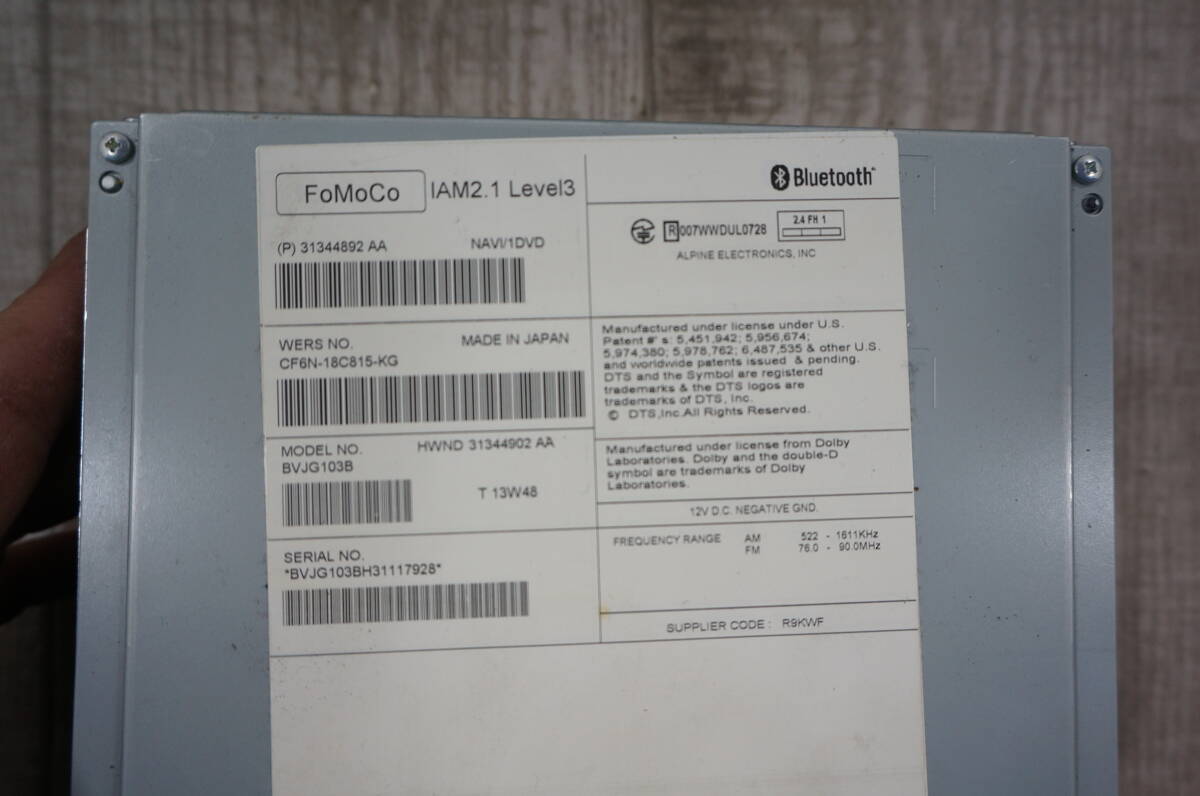 FoMoCo IAM2.1 Level3
(P) 31344892 AA NAVI/1DVD
WERS NO. MADE IN JAPAN
CF6N-18C815-KG
MODEL NO. HWND 31344902 AA
BVJG103B
T 13W48
SERIAL NO.
*BVJG103BH31117928*
Bluetooth
R 007WWDUL0728 2.4 FH 1
ALPINE ELECTRONICS, INC
Manufactured under license under U.S.
Patent #' s: 5,451,942; 5,956,674;
5,974,380; 5,978,762; 6,487,535 & other U.S.
and worldwide patents issued & pending.
DTS and the Symbol are registered
trademarks & the DTS logos are
trademarks of DTS, Inc.
© DTS,Inc.All Rights Reserved.
Manufactured under license from Dolby
Laboratories. Dolby and the double-D
symbol are trademarks of Dolby
Laboratories.
12V D.C. NEGATIVE GND.
FREQUENCY RANGE AM 522 - 1611KHz
FM 76.0 - 90.0MHz
SUPPLIER CODE : R9KWF